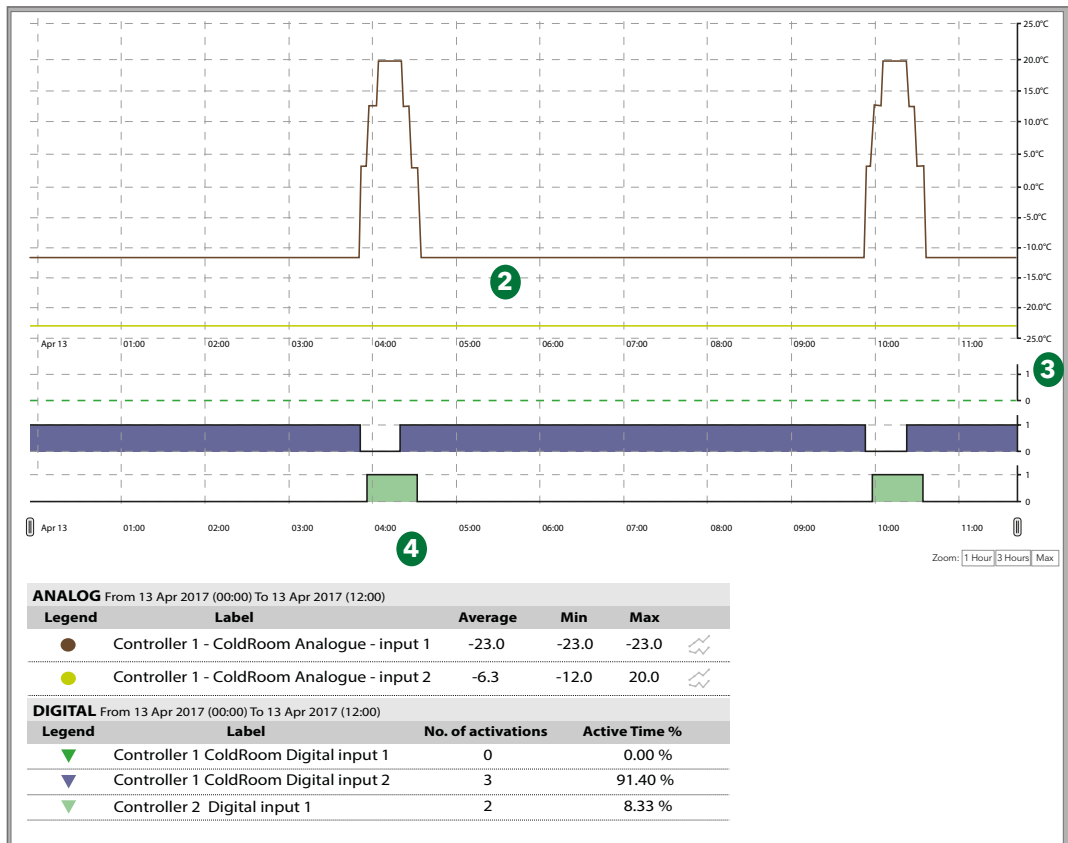 25.0°C
20.0°C
15.0°C
10.0°C
5.0°C
0.0°C
-5.0°C
-10.0°C
2
-15.0°C
-20.0°C
Apr 13 01:00 02:00 03:00 04:00 05:00 06:00 07:00 08:00 09:00 10:00 11:00 -25.0°C
3
1
0
1
0
1
0
Apr 13 01:00 02:00 03:00 04:00 05:00 06:00 07:00 08:00 09:00 10:00 11:00
4
Zoom: 1 Hour 3 Hours Max
ANALOG From 13 Apr 2017 (00:00) To 13 Apr 2017 (12:00)
Legend Label Average Min Max
Controller 1 - ColdRoom Analogue - input 1 -23.0 -23.0 -23.0
Controller 1 - ColdRoom Analogue - input 2 -6.3 -12.0 20.0
DIGITAL From 13 Apr 2017 (00:00) To 13 Apr 2017 (12:00)
Legend Label No. of activations Active Time %
Controller 1 ColdRoom Digital input 1 0 0.00 %
Controller 1 ColdRoom Digital input 2 3 91.40 %
Controller 2 Digital input 1 2 8.33 %